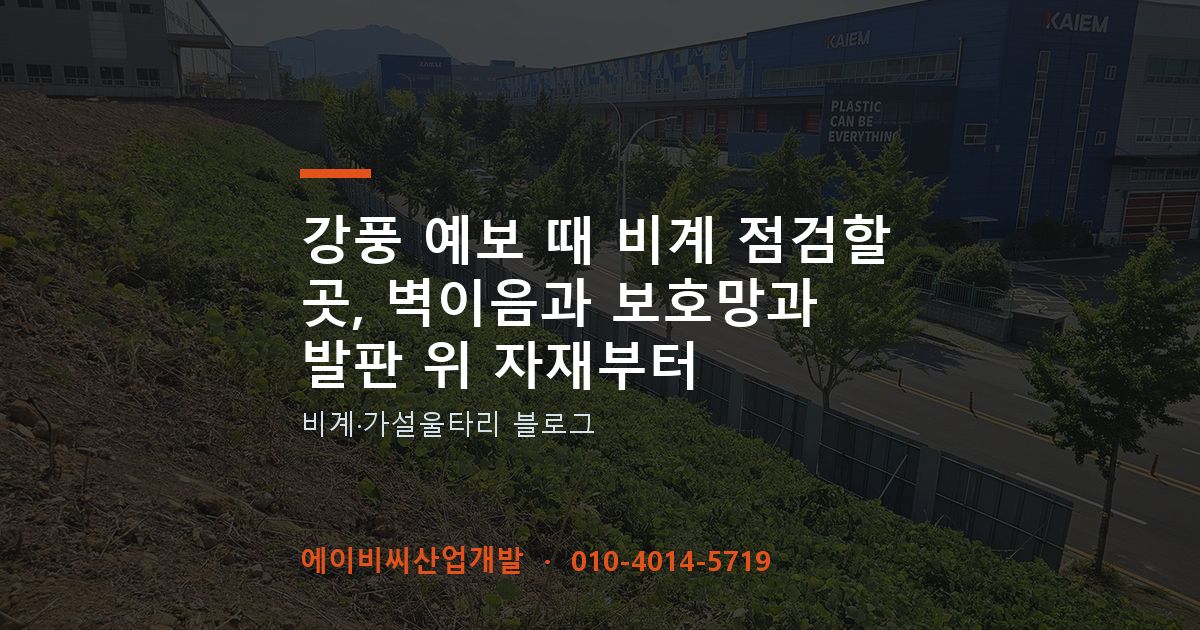 KAIEM
KAIEM
PLASTIC
CAN BE
EVERYTHING
강풍 예보 때 비계 점검할
곳, 벽이음과 보호망과
발판 위 자재부터
비계·가설울타리 블로그
에이비씨산업개발 · 010-4014-5719